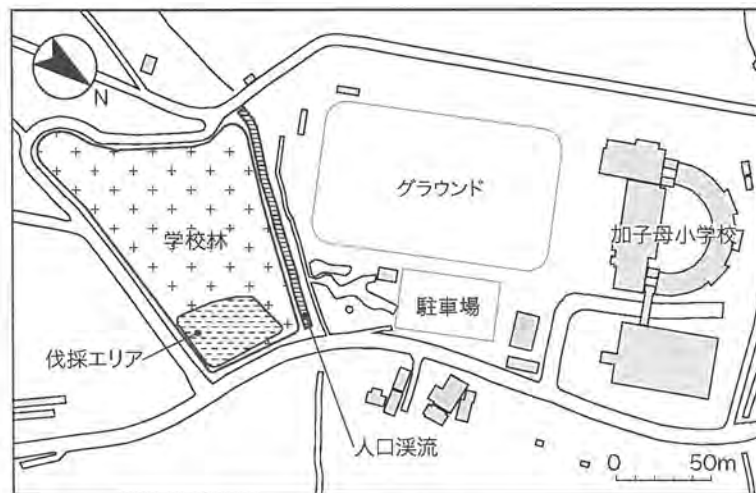 N
グラウンド
学校林
加子母小学校
駐車場
伐採エリア
人口渓流
0 50m